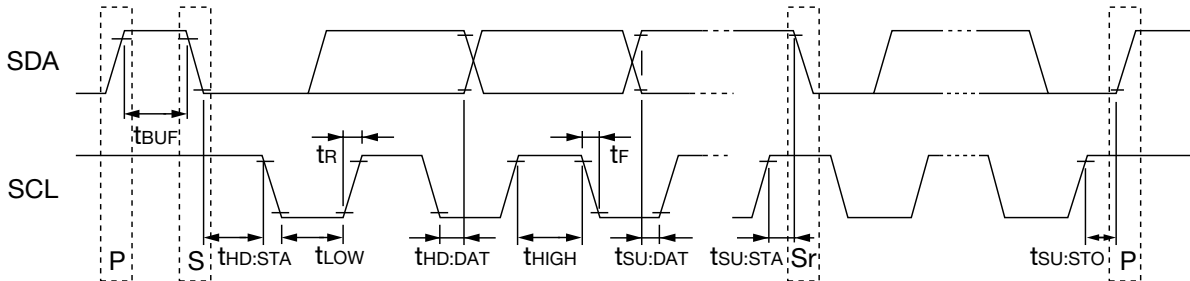 SDA
tBUF
tR
tF
SCL
P
S
tHD:STA
tLOW
tHD:DAT
tHIGH
tSU:DAT
tSU:STA
Sr
tSU:STO
P